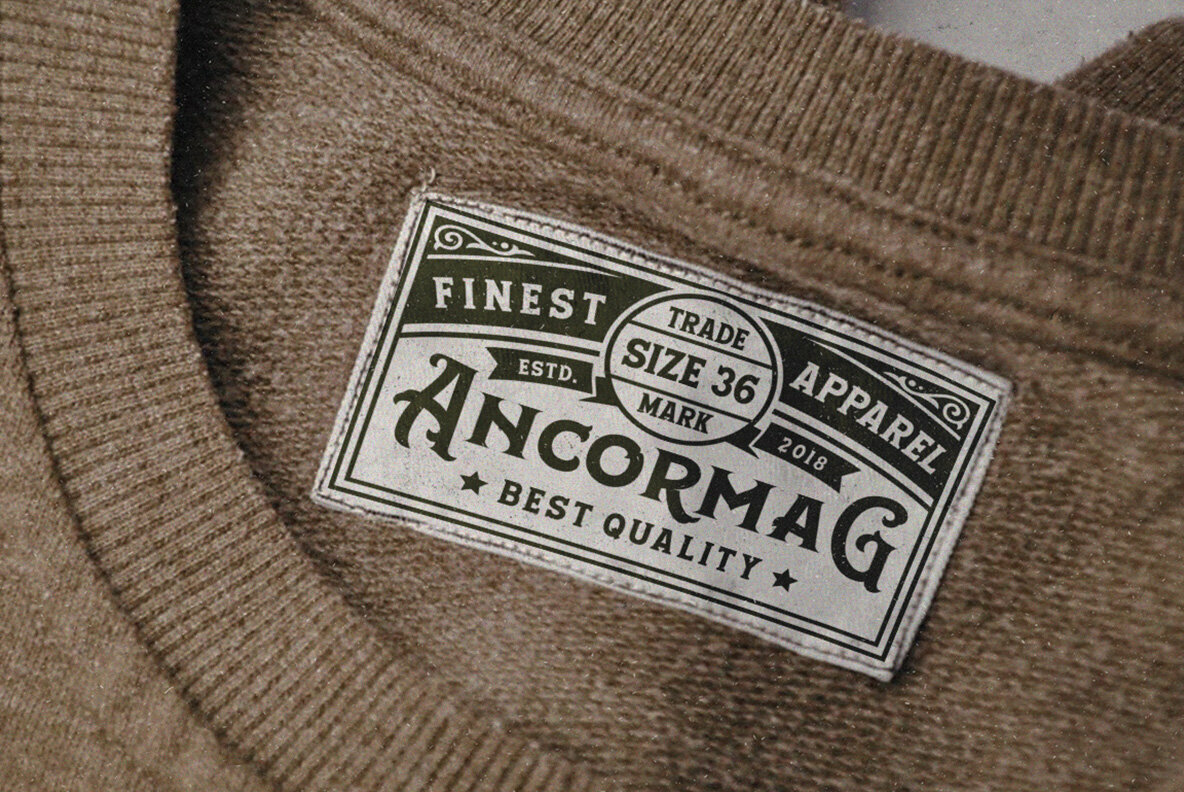 FINEST
TRADE
SIZE 36
MARK
APPAREL
ESTD.
2018
ANCORMAG
★ BEST QUALITY ★